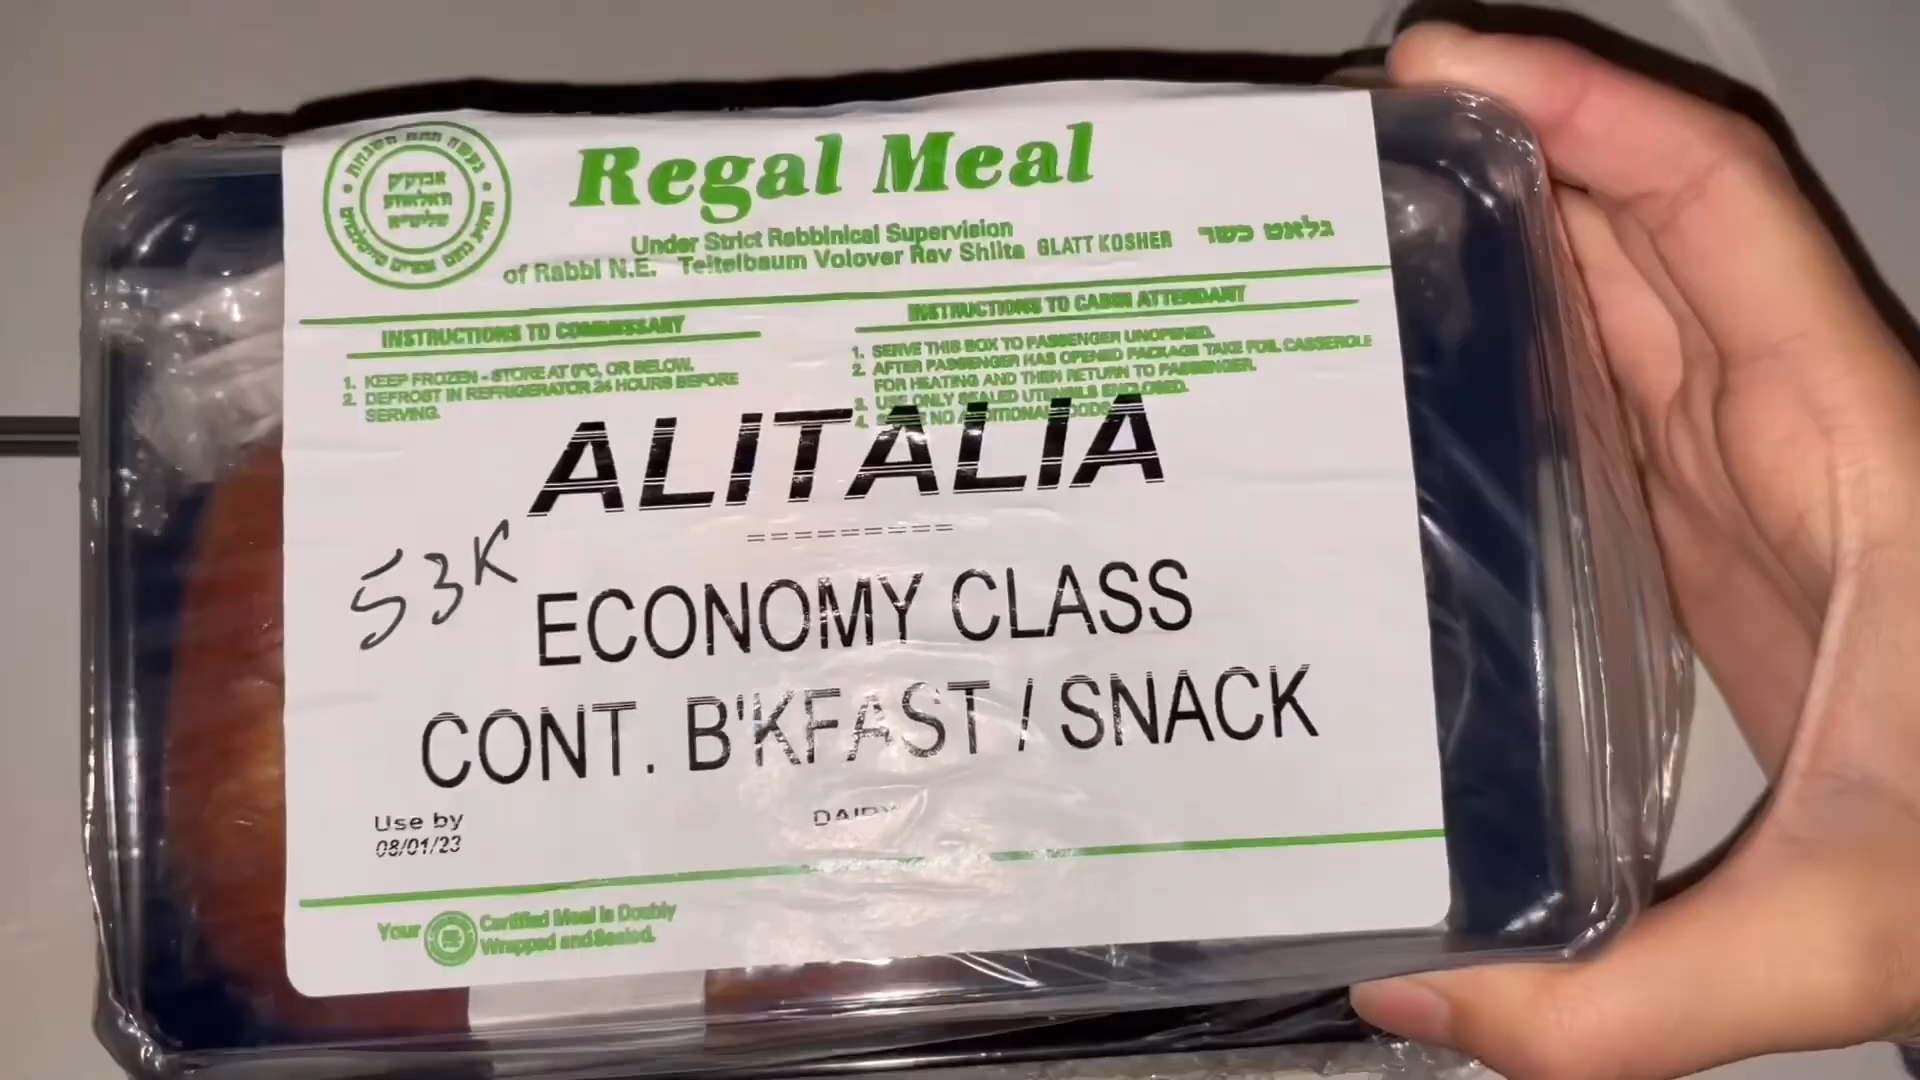 Regal Meal
Under Strict Rabbinical Supervision
of Rabbi N.E. Teitelbaum Volover Rav Shlita GLATT KOSHER גלאט כשר
INSTRUCTIONS TO COMMISSARY
1. KEEP FROZEN - STORE AT 0°C, OR BELOW.
2. DEFROST IN REFRIGERATOR 24 HOURS BEFORE
SERVING.
INSTRUCTIONS TO CABIN ATTENDANT
1. SERVE THIS BOX TO PASSENGER UNOPENED.
2. AFTER PASSENGER HAS OPENED PACKAGE TAKE FOIL CASSEROLE
FOR HEATING AND THEN RETURN TO PASSENGER.
3. USE ONLY SEALED UTENSILS ENCLOSED.
4. NO ADDITIONAL FOODS
ALITALIA
=========
53K
ECONOMY CLASS
CONT. B'KFAST / SNACK
Use by
08/01/23
DAIRY
Your Certified Meal is Doubly
Wrapped and Sealed.